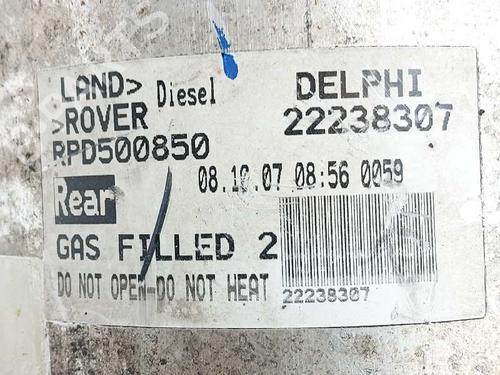 LAND> Diesel DELPHI
>ROVER 22238307
RPD500850
08.10.07 08:56 0059
Rear
GAS FILLED 2
DO NOT OPEN-DO NOT HEAT
22238307